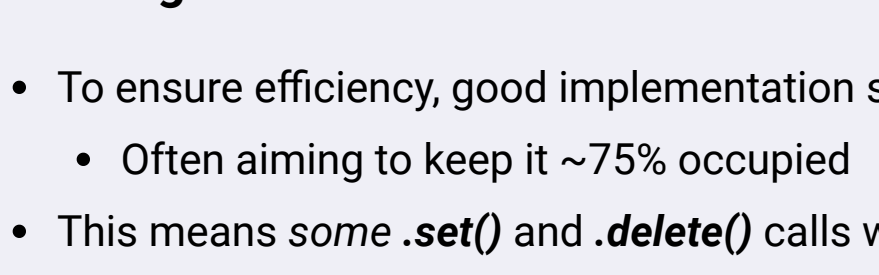 • To ensure efficiency, good implementation
• Often aiming to keep it ~75% occupied
• This means some .set() and .delete() calls